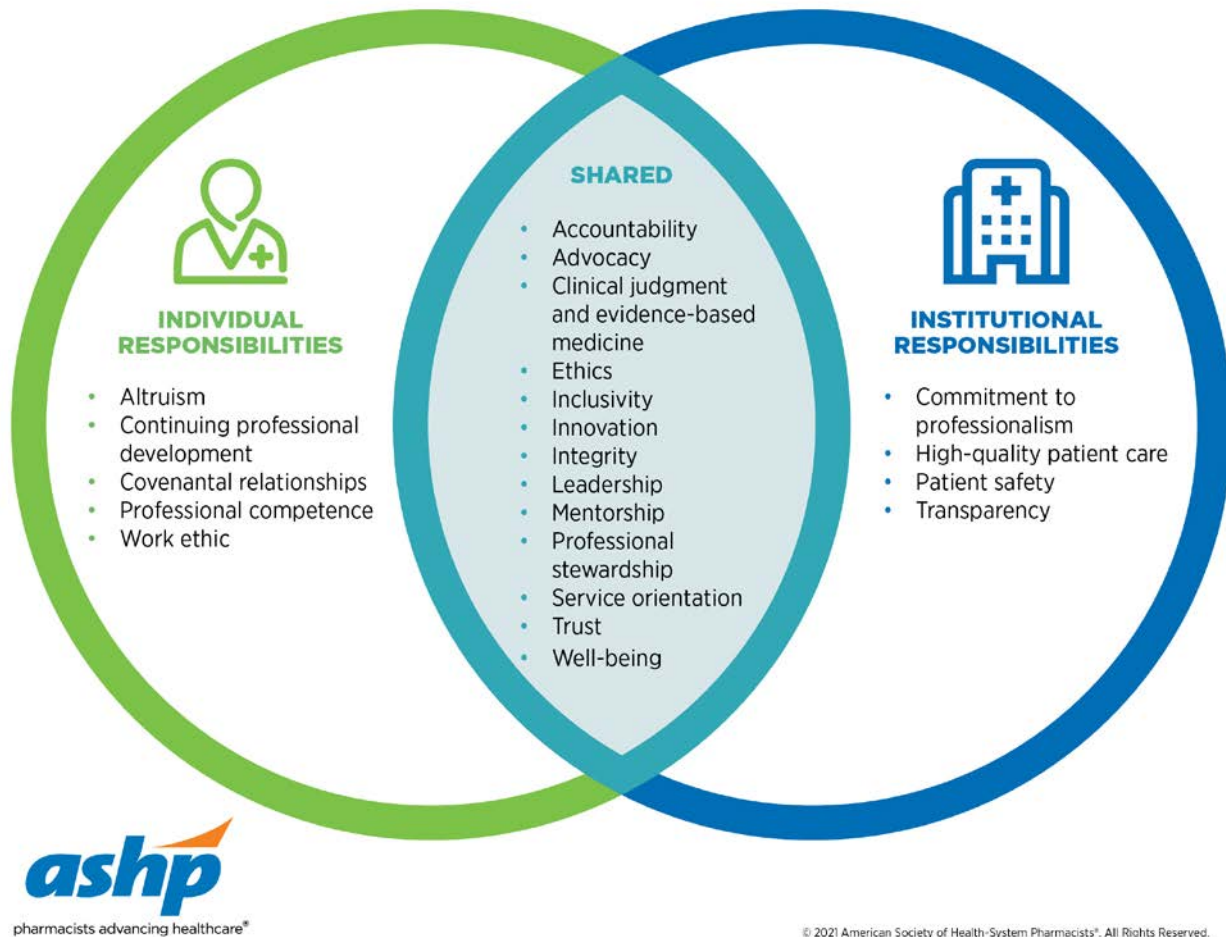 INDIVIDUAL
RESPONSIBILITIES
• Altruism
• Continuing professional
development
• Covenantal relationships
• Professional competence
• Work ethic
SHARED
• Accountability
• Advocacy
• Clinical judgment
and evidence-based
medicine
• Ethics
• Inclusivity
• Innovation
• Integrity
• Leadership
• Mentorship
• Professional
stewardship
• Service orientation
• Trust
• Well-being
INSTITUTIONAL
RESPONSIBILITIES
• Commitment to
professionalism
• High-quality patient care
• Patient safety
• Transparency
ashp
pharmacists advancing healthcare®
© 2021 American Society of Health-System Pharmacists®. All Rights Reserved.